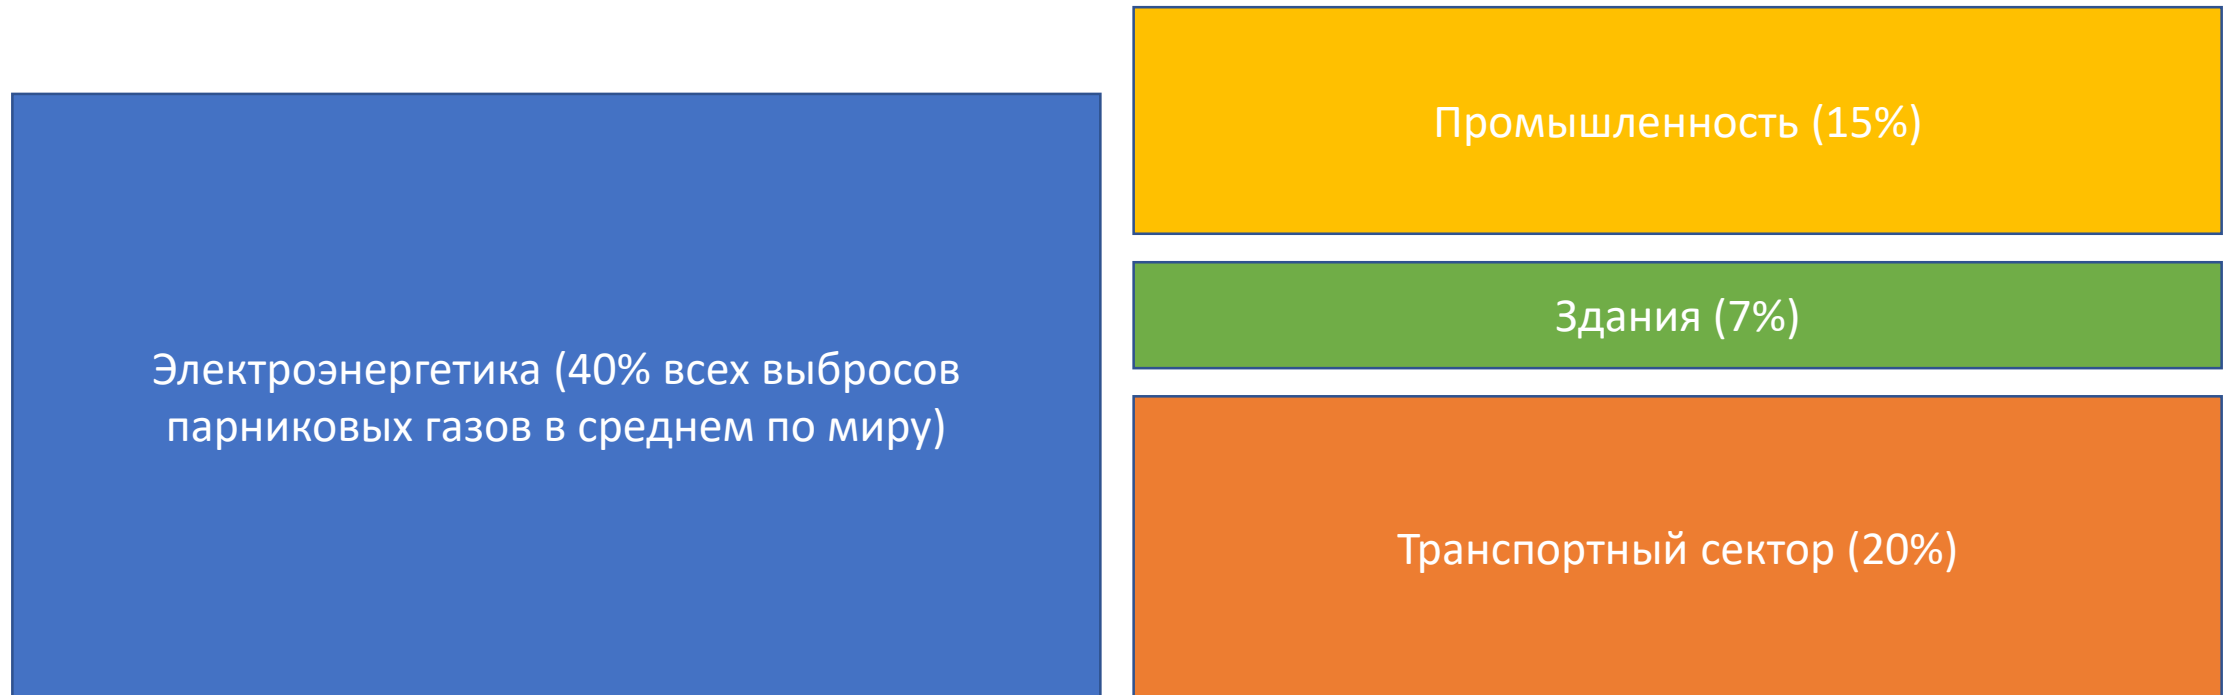 Электроэнергетика (40% всех выбросов
парниковых газов в среднем по миру)
Промышленность (15%)
Здания (7%)
Транспортный сектор (20%)